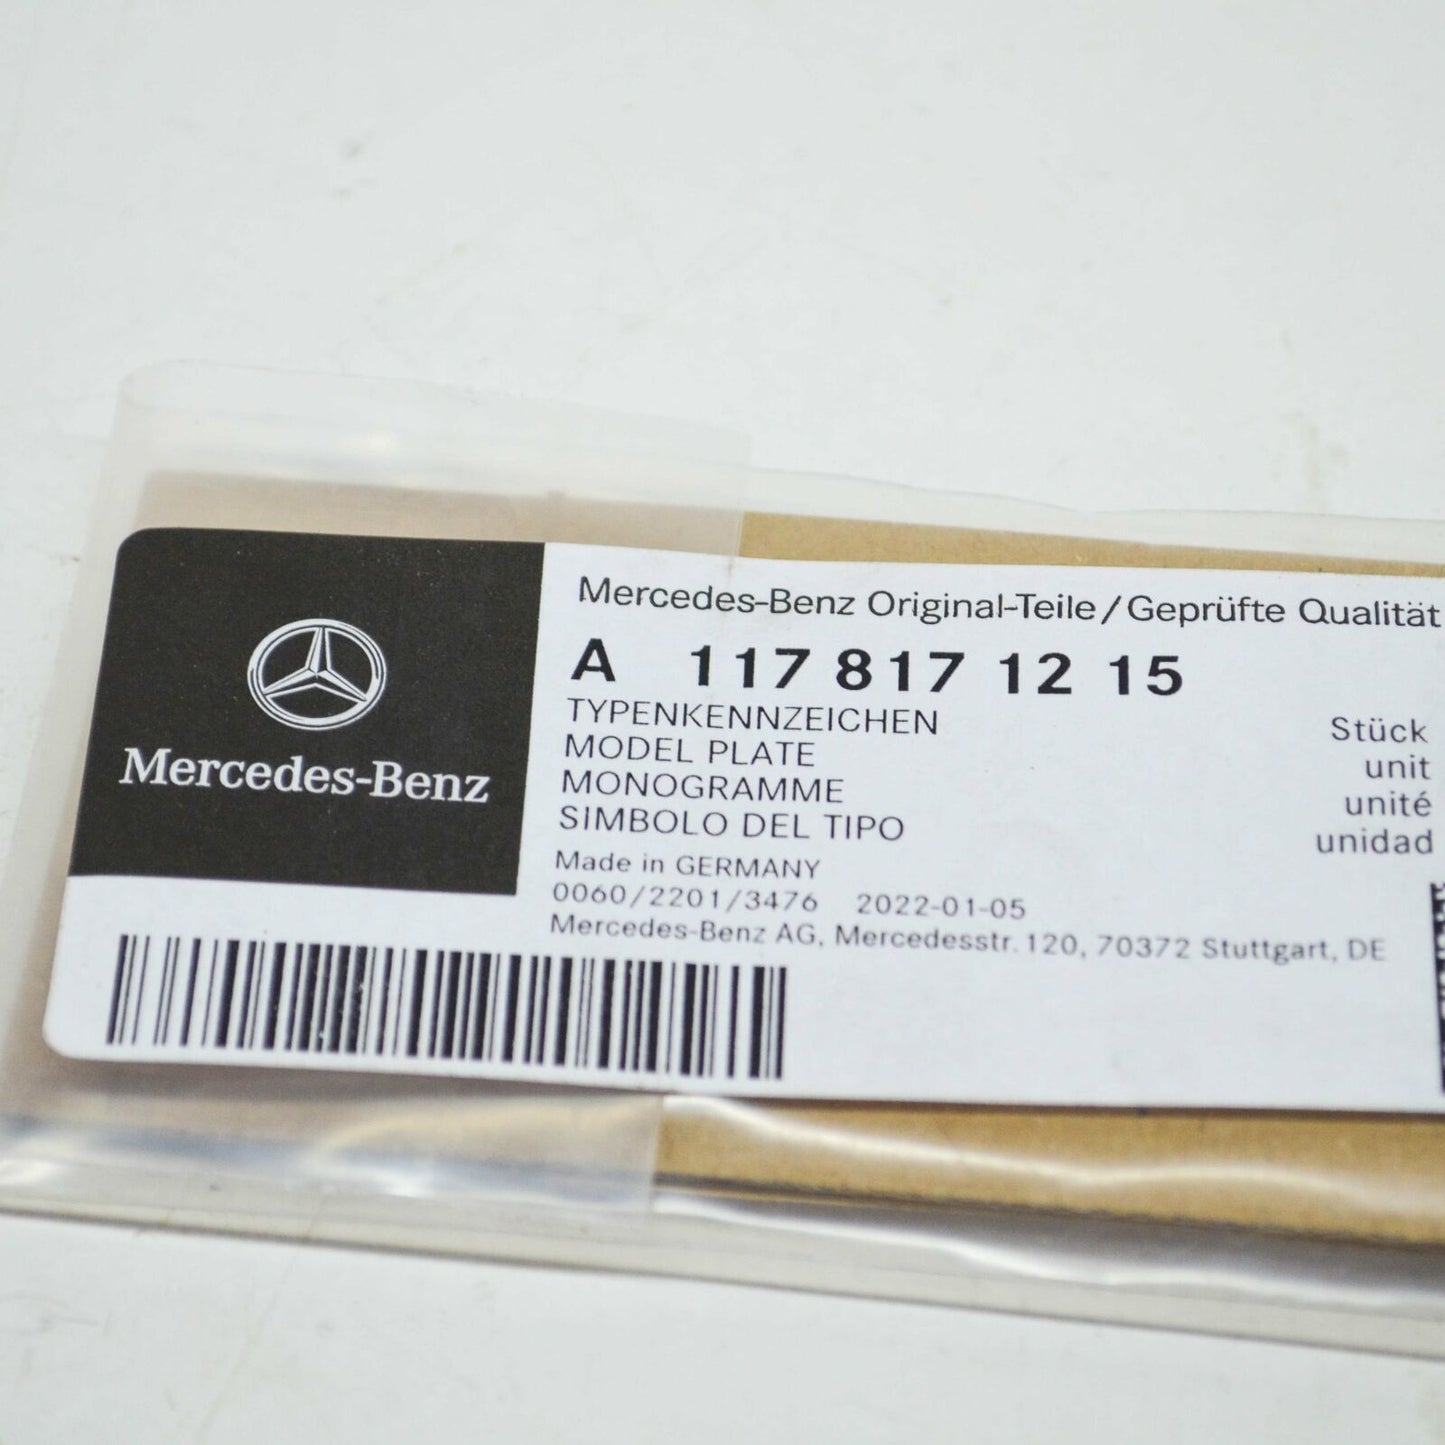 Mercedes-Benz
Mercedes-Benz Original-Teile/Geprüfte Qualität
A 117 817 12 15
TYPENKENNZEICHEN
MODEL PLATE
MONOGRAMME
SIMBOLO DEL TIPO
Stück
unit
unité
unidad
Made in GERMANY
0060/2201/3476 2022-01-05
Mercedes-Benz AG, Mercedesstr. 120, 70372 Stuttgart, DE